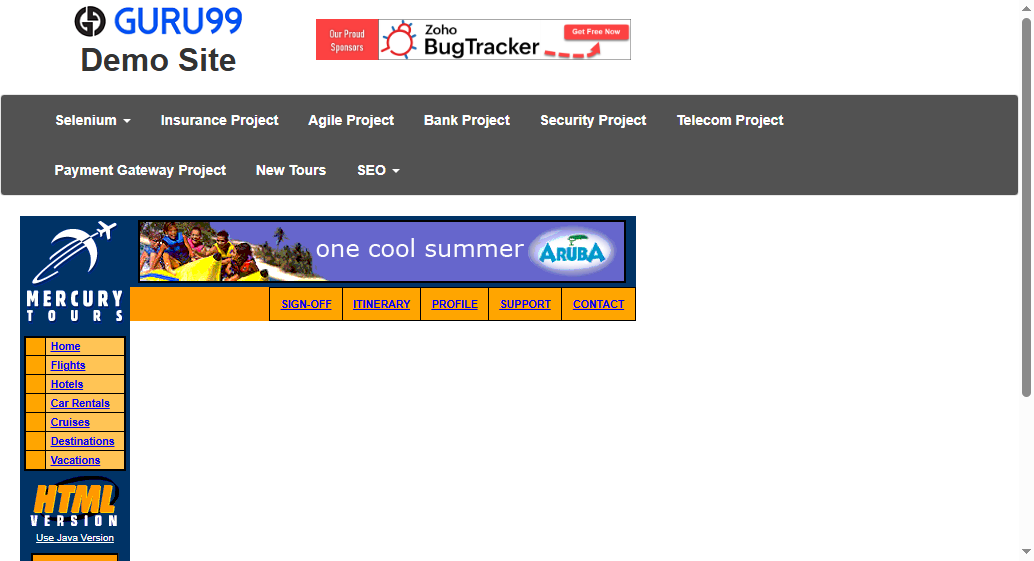 GURU99
Demo Site
Our Proud
Sponsors
Zoho
BugTracker
Get Free Now
Selenium
Insurance Project
Agile Project
Bank Project
Security Project
Telecom Project
Payment Gateway Project
New Tours
SEO
one cool summer
ARUBA
MERCURY
TOURS
SIGN-OFF
ITINERARY
PROFILE
SUPPORT
CONTACT
Home
Flights
Hotels
Car Rentals
Cruises
Destinations
Vacations
HTML
VERSION
Use Java Version